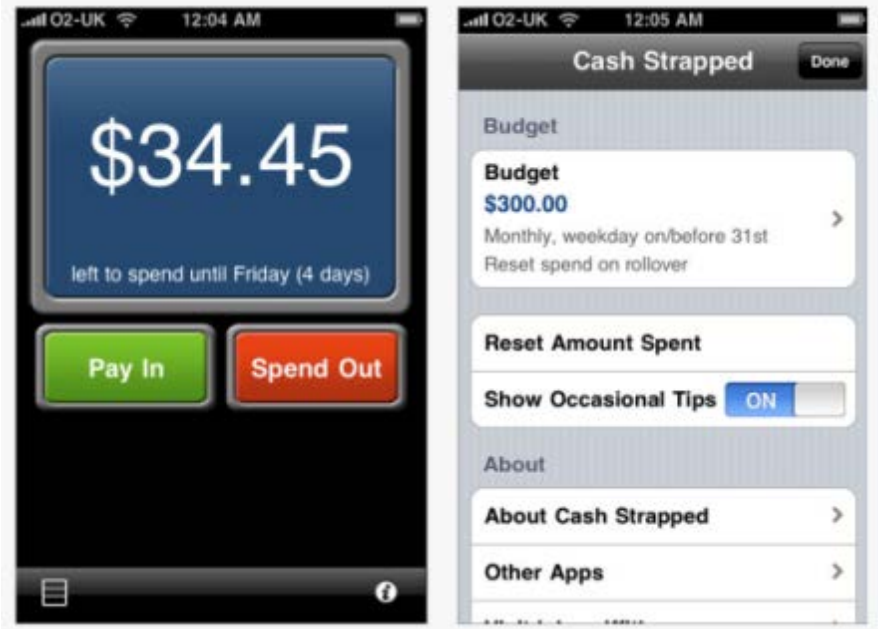 O2-UK 12:04 AM
$34.45
left to spend until Friday (4 days)
Pay In
Spend Out
O2-UK 12:05 AM
Cash Strapped
Done
Budget
Budget
$300.00
Monthly, weekday on/before 31st
Reset spend on rollover
Reset Amount Spent
Show Occasional Tips ON
About
About Cash Strapped
Other Apps